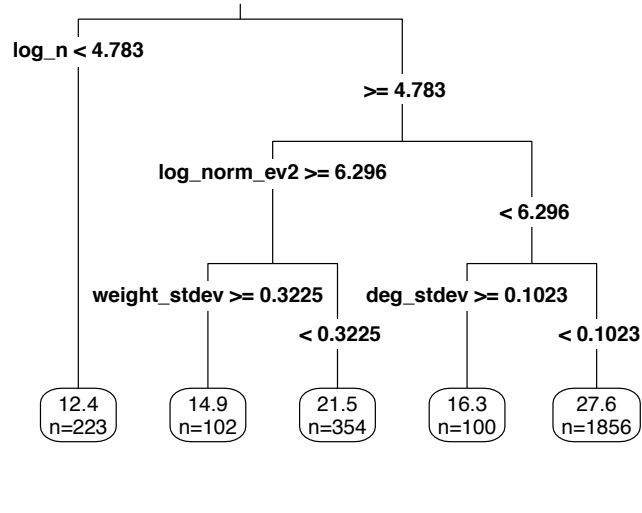 log_n < 4.783
>= 4.783
log_norm_ev2 >= 6.296
< 6.296
weight_stdev >= 0.3225
deg_stdev >= 0.1023
< 0.3225
< 0.1023
12.4
n=223
14.9
n=102
21.5
n=354
16.3
n=100
27.6
n=1856